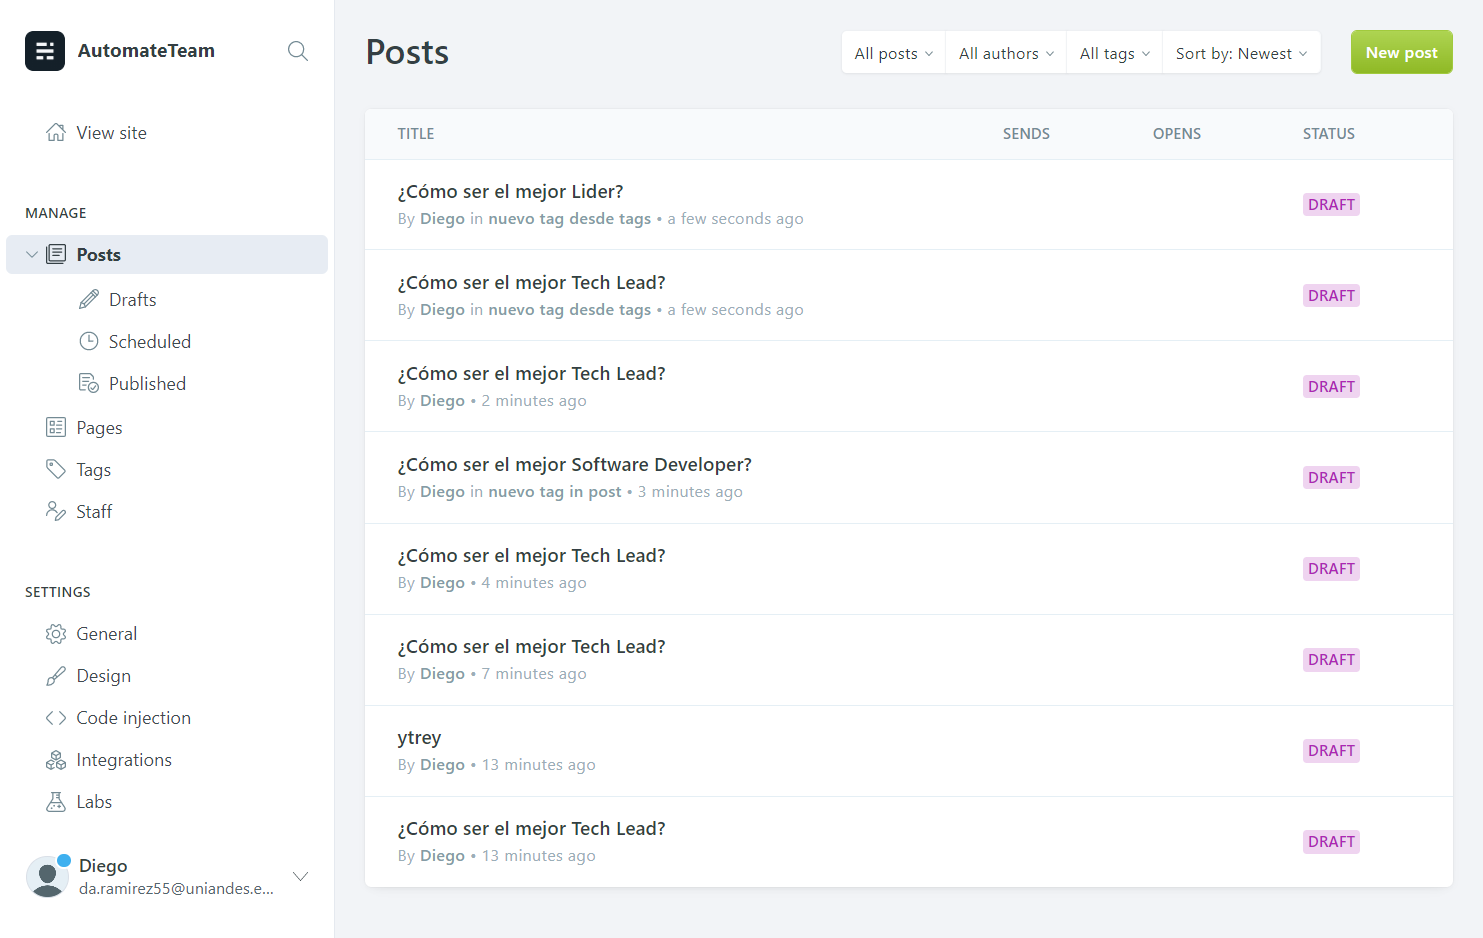 AutomateTeam
View site
MANAGE
Posts
Drafts
Scheduled
Published
Pages
Tags
Staff
SETTINGS
General
Design
Code injection
Integrations
Labs
Diego
da.ramirez55@uniandes.e...
Posts
All posts
All authors
All tags
Sort by: Newest
New post
TITLE SENDS OPENS STATUS
¿Cómo ser el mejor Lider?
By Diego in nuevo tag desde tags • a few seconds ago
DRAFT
¿Cómo ser el mejor Tech Lead?
By Diego in nuevo tag desde tags • a few seconds ago
DRAFT
¿Cómo ser el mejor Tech Lead?
By Diego • 2 minutes ago
DRAFT
¿Cómo ser el mejor Software Developer?
By Diego in nuevo tag in post • 3 minutes ago
DRAFT
¿Cómo ser el mejor Tech Lead?
By Diego • 4 minutes ago
DRAFT
¿Cómo ser el mejor Tech Lead?
By Diego • 7 minutes ago
DRAFT
ytrey
By Diego • 13 minutes ago
DRAFT
¿Cómo ser el mejor Tech Lead?
By Diego • 13 minutes ago
DRAFT